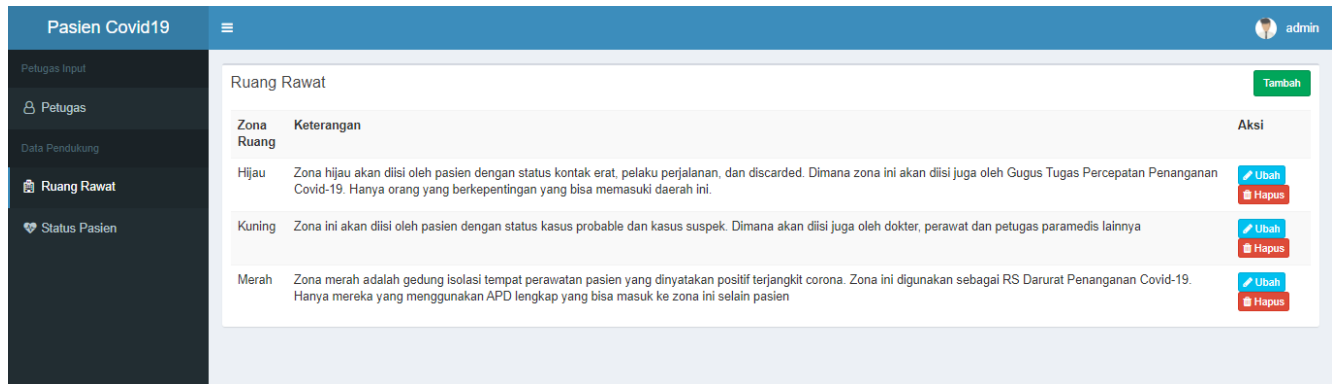 Pasien Covid19
admin
Petugas Input
Petugas
Data Pendukung
Ruang Rawat
Status Pasien
Ruang Rawat
Tambah
Zona Ruang
Keterangan
Aksi
Hijau
Zona hijau akan diisi oleh pasien dengan status kontak erat, pelaku perjalanan, dan discarded. Dimana zona ini akan diisi juga oleh Gugus Tugas Percepatan Penanganan
Covid-19. Hanya orang yang berkepentingan yang bisa memasuki daerah ini.
Ubah
Hapus
Kuning
Zona ini akan diisi oleh pasien dengan status kasus probable dan kasus suspek. Dimana akan diisi juga oleh dokter, perawat dan petugas paramedis lainnya
Ubah
Hapus
Merah
Zona merah adalah gedung isolasi tempat perawatan pasien yang dinyatakan positif terjangkit corona. Zona ini digunakan sebagai RS Darurat Penanganan Covid-19.
Hanya mereka yang menggunakan APD lengkap yang bisa masuk ke zona ini selain pasien
Ubah
Hapus